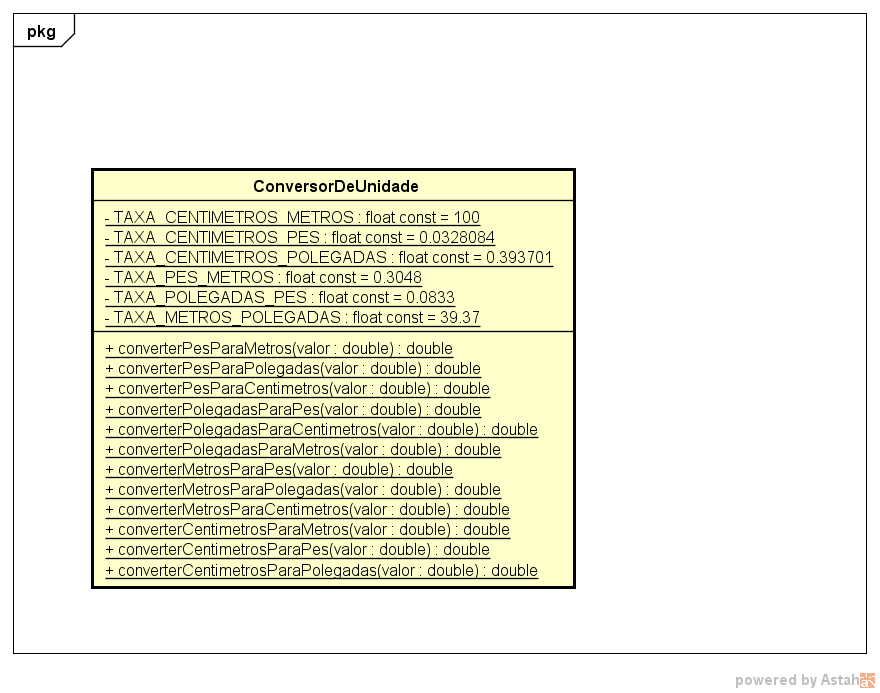 pkg
ConversorDeUnidade
- TAXA_CENTIMETROS_METROS : float const = 100
- TAXA_CENTIMETROS_PES : float const = 0.0328084
- TAXA_CENTIMETROS_POLEGADAS : float const = 0.393701
- TAXA_PES_METROS : float const = 0.3048
- TAXA_POLEGADAS_PES : float const = 0.0833
- TAXA_METROS_POLEGADAS : float const = 39.37
+ converterPesParaMetros(valor : double) : double
+ converterPesParaPolegadas(valor : double) : double
+ converterPesParaCentimetros(valor : double) : double
+ converterPolegadasParaPes(valor : double) : double
+ converterPolegadasParaCentimetros(valor : double) : double
+ converterPolegadasParaMetros(valor : double) : double
+ converterMetrosParaPes(valor : double) : double
+ converterMetrosParaPolegadas(valor : double) : double
+ converterMetrosParaCentimetros(valor : double) : double
+ converterCentimetrosParaMetros(valor : double) : double
+ converterCentimetrosParaPes(valor : double) : double
+ converterCentimetrosParaPolegadas(valor : double) : double
powered by Astah